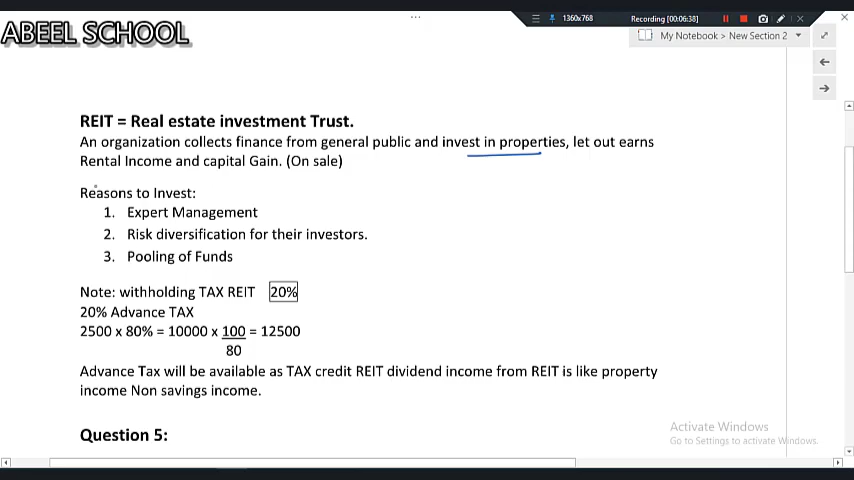 1360x768
Recording [00:06:38]
ABEEL SCHOOL
My Notebook > New Section 2
REIT = Real estate investment Trust.
An organization collects finance from general public and invest in properties, let out earns
Rental Income and capital Gain. (On sale)
Reasons to Invest:
1. Expert Management
2. Risk diversification for their investors.
3. Pooling of Funds
Note: withholding TAX REIT 20%
20% Advance TAX
2500 x 80% = 10000 x 100 = 12500
80
Advance Tax will be available as TAX credit REIT dividend income from REIT is like property
income Non savings income.
Activate Windows
Question 5:
Go to Settings to activate Windows.